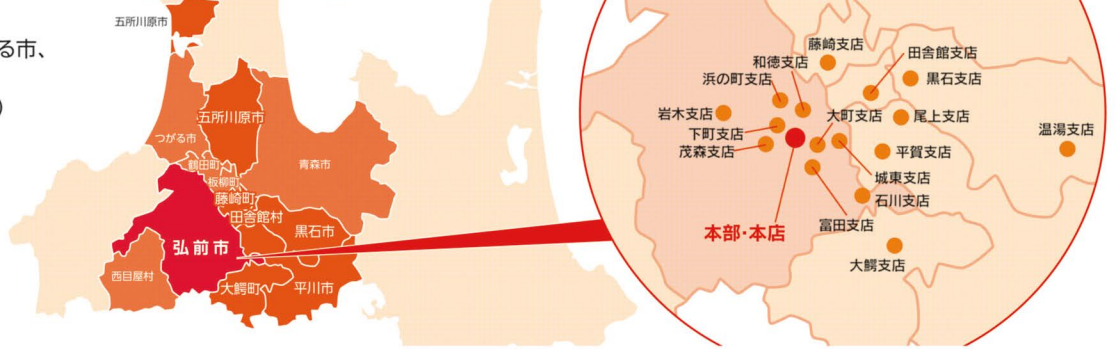 五所川原市
る市、
)
五所川原市
つがる市
青森市
鶴田町
板柳町
藤崎町
田舎館村
黒石市
弘前市
西目屋村
大鰐町
平川市
藤崎支店
田舎館支店
和徳支店
浜の町支店
黒石支店
岩木支店
大町支店
尾上支店
下町支店
温湯支店
茂森支店
平賀支店
城東支店
石川支店
富田支店
本部・本店
大鰐支店